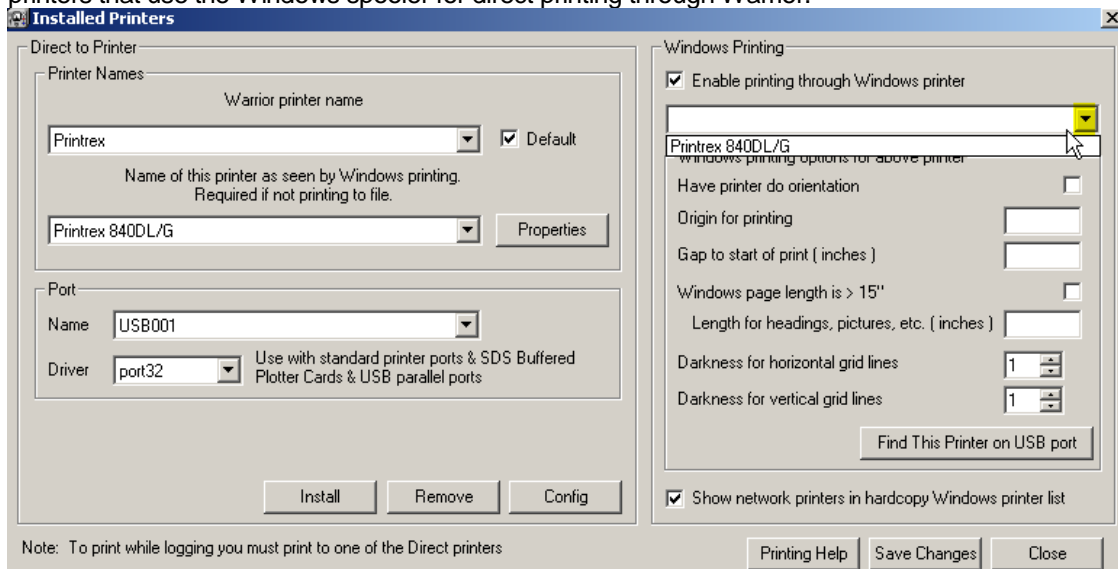 printers that use the Windows spooler for direct printing through Warrior.
Installed Printers
Direct to Printer
Printer Names
Warrior printer name
Printrex
Default
Name of this printer as seen by Windows printing.
Required if not printing to file.
Printrex 840DL/G
Properties
Port
Name
USB001
Driver
port32
Use with standard printer ports & SDS Buffered
Plotter Cards & USB parallel ports
Install
Remove
Config
Windows Printing
Enable printing through Windows printer
Printrex 840DL/G
Windows printing options for above printer
Have printer do orientation
Origin for printing
Gap to start of print ( inches )
Windows page length is > 15"
Length for headings, pictures, etc. ( inches )
Darkness for horizontal grid lines
1
Darkness for vertical grid lines
1
Find This Printer on USB port
Show network printers in hardcopy Windows printer list
Note: To print while logging you must print to one of the Direct printers
Printing Help
Save Changes
Close